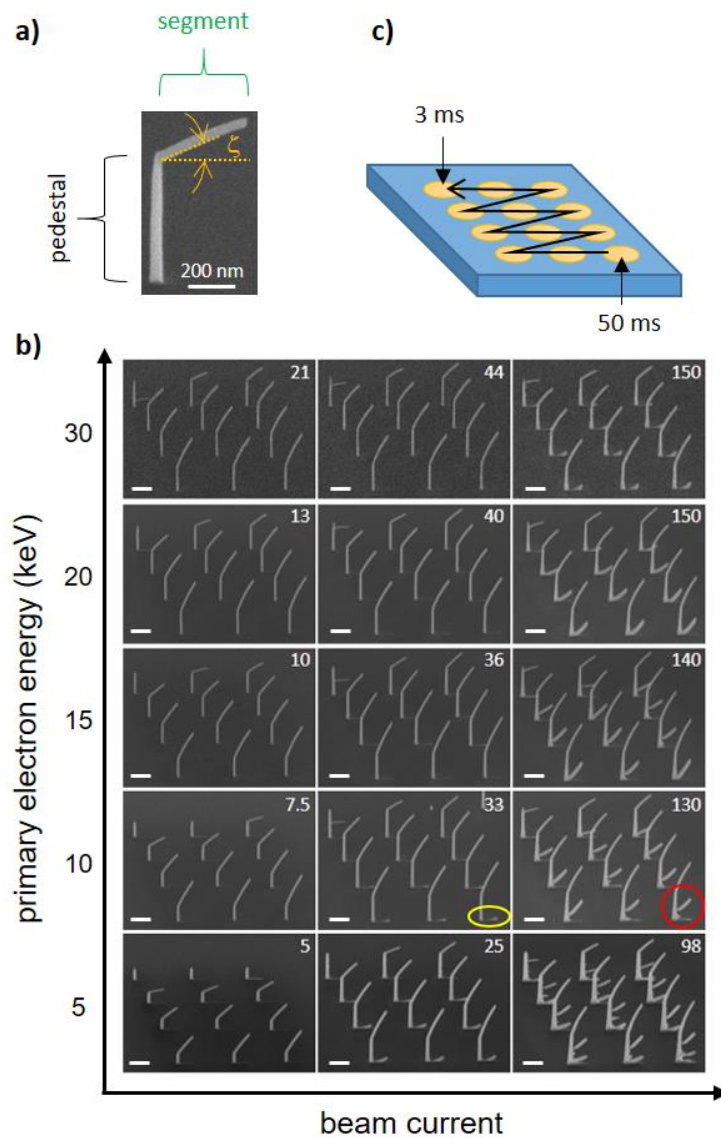 a)
segment
ζ
pedestal
200 nm
c)
3 ms
50 ms
b)
primary electron energy (keV)
30
21
44
150
20
13
40
150
15
10
36
140
10
7.5
33
130
5
5
25
98
beam current